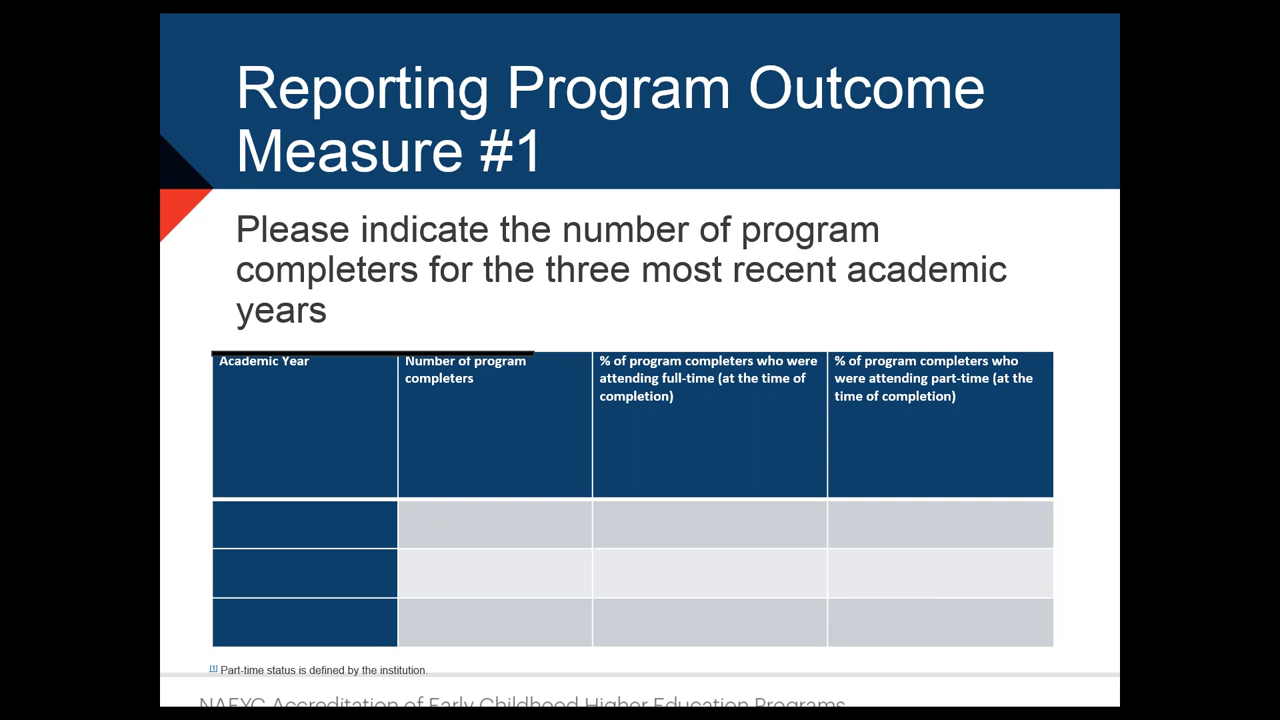 Reporting Program Outcome
Measure #1
Please indicate the number of program
completers for the three most recent academic
years
Academic Year
Number of program
completers
% of program completers who were
attending full-time (at the time of
completion)
% of program completers who
were attending part-time (at the
time of completion)
[1] Part-time status is defined by the institution.
NAEYC Accreditation of Early Childhood Higher Education Programs